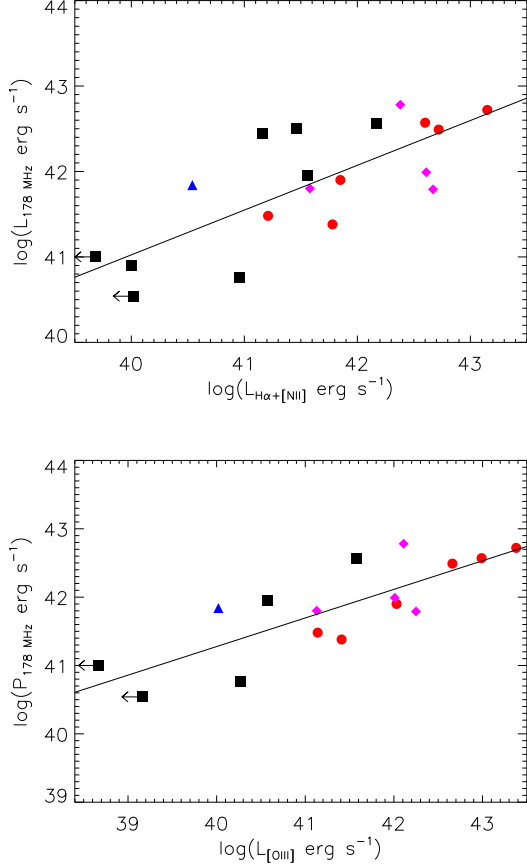 44
43
42
41
40
log(L178 MHz erg s−1)
40 41 42 43
log(LHα+[NII] erg s−1)
44
43
42
41
40
39
log(P178 MHz erg s−1)
39 40 41 42 43
log(L[OIII] erg s−1)